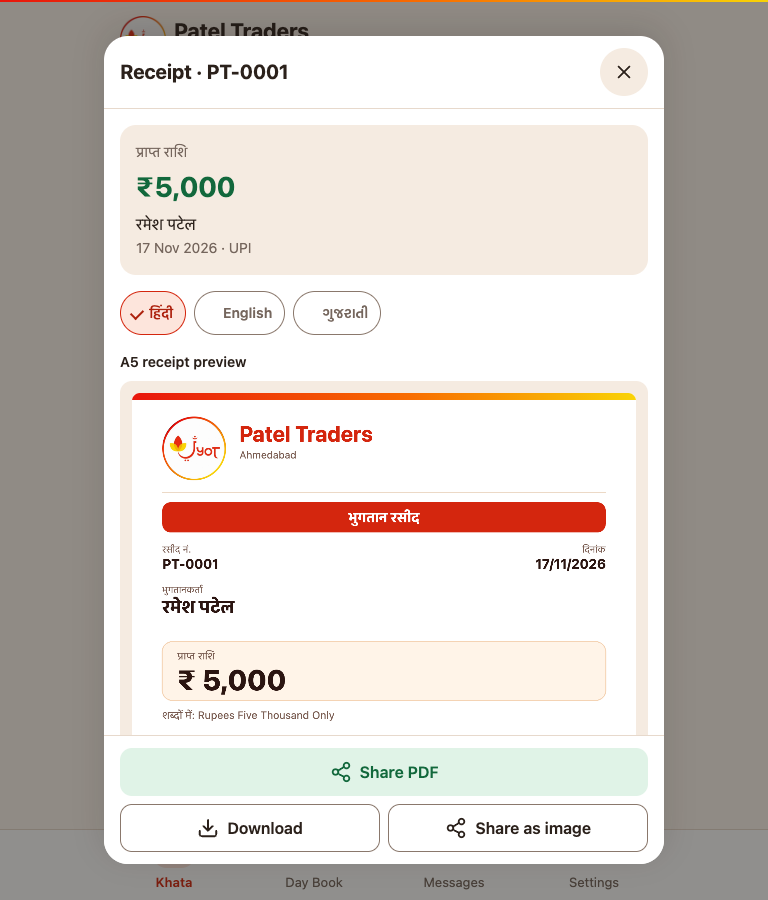 Patel Traders
Receipt · PT-0001
प्राप्त राशि
₹5,000
रमेश पटेल
17 Nov 2026 · UPI
हिंदी
English
ગુજરાતી
A5 receipt preview
Jyot
Patel Traders
Ahmedabad
भुगतान रसीद
रसीद नं.
दिनांक
PT-0001
17/11/2026
भुगतानकर्ता
रमेश पटेल
प्राप्त राशि
₹ 5,000
शब्दों में: Rupees Five Thousand Only
Share PDF
Download
Share as image
Khata
Day Book
Messages
Settings